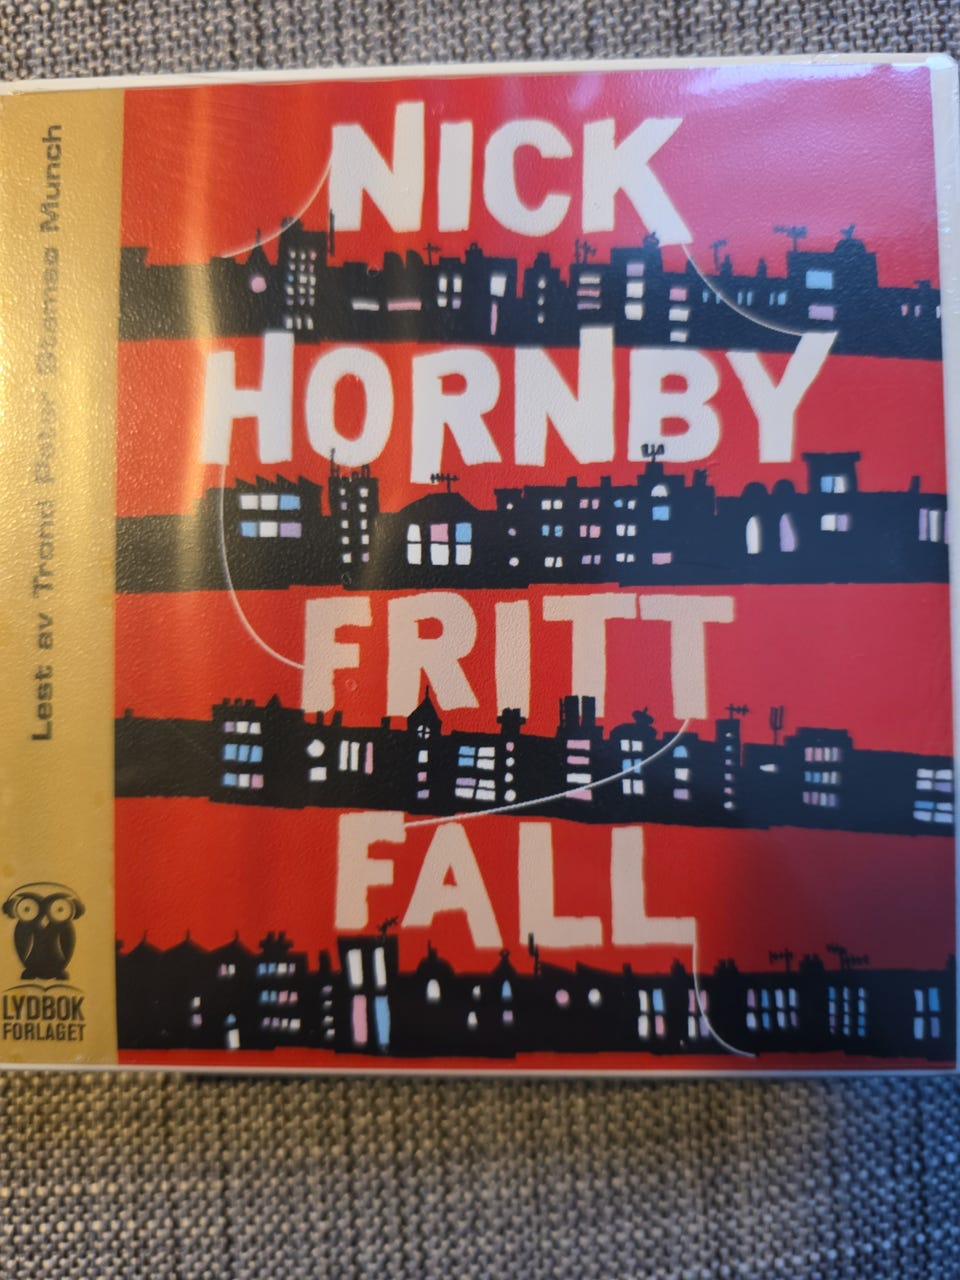 NICK
HORNBY
FRITT
FALL
Lest av Trond Peter Stamsø Munch
LYDBOK
FORLAGET